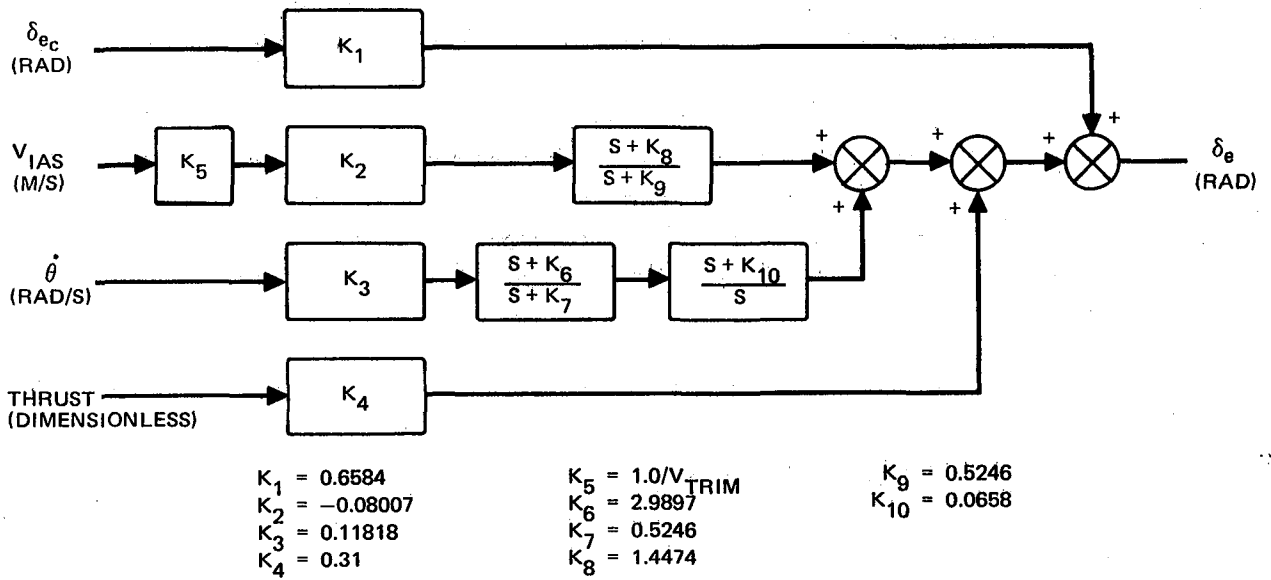 δec
(RAD)
K1
VIAS
(M/S)
K5
K2
S + K8
S + K9
+
+
+
+
+
+
δe
(RAD)
θ̇
(RAD/S)
K3
S + K6
S + K7
S + K10
S
THRUST
(DIMENSIONLESS)
K4
K1 = 0.6584
K2 = −0.08007
K3 = 0.11818
K4 = 0.31
K5 = 1.0/VTRIM
K6 = 2.9897
K7 = 0.5246
K8 = 1.4474
K9 = 0.5246
K10 = 0.0658